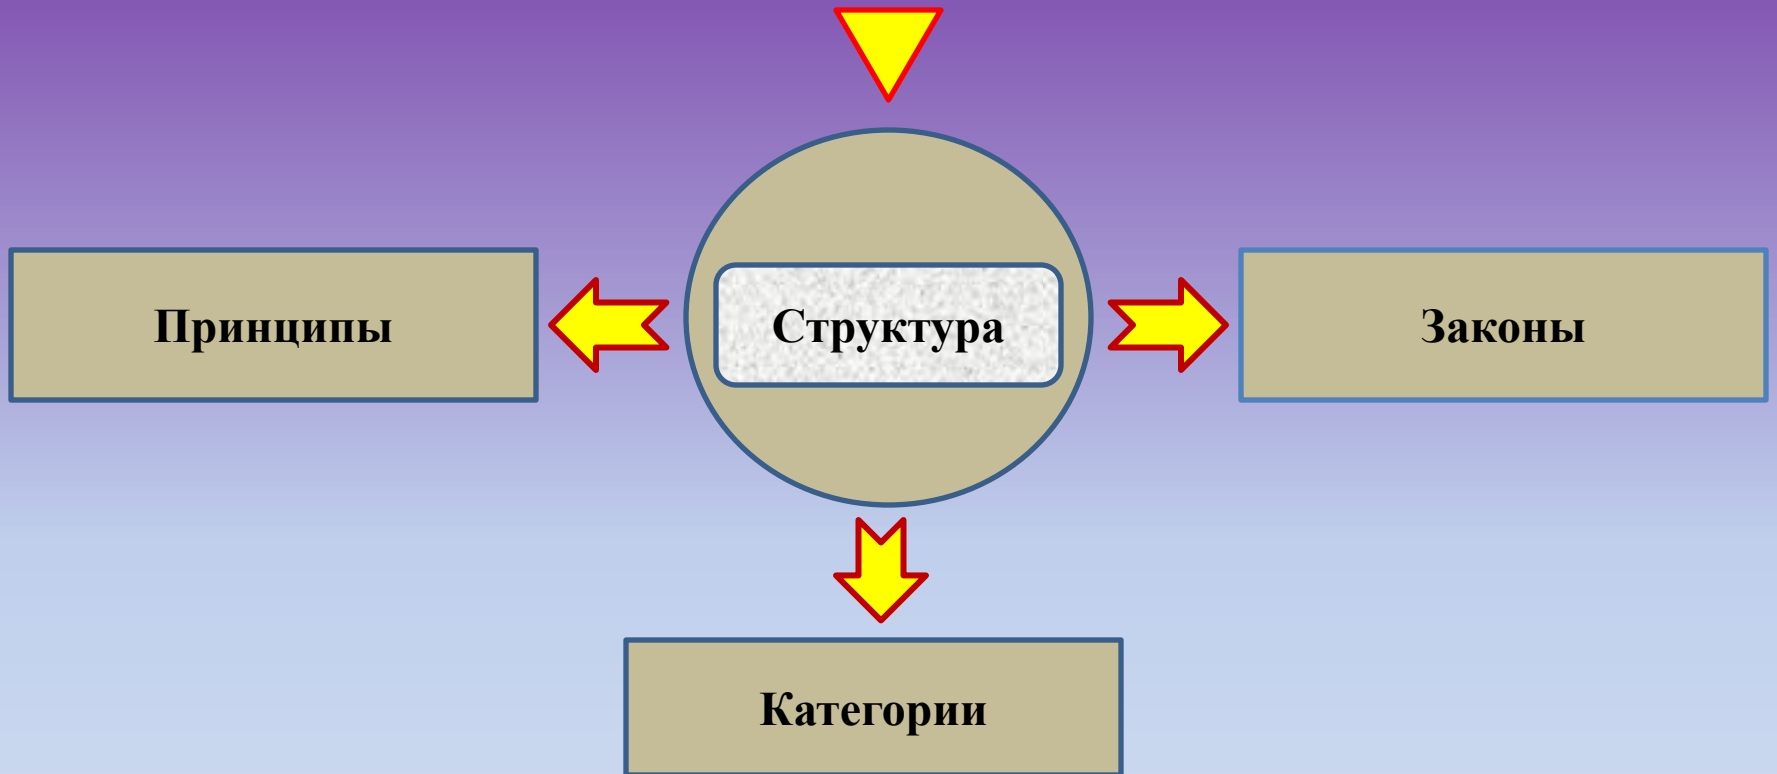 Принципы
Структура
Законы
Категории